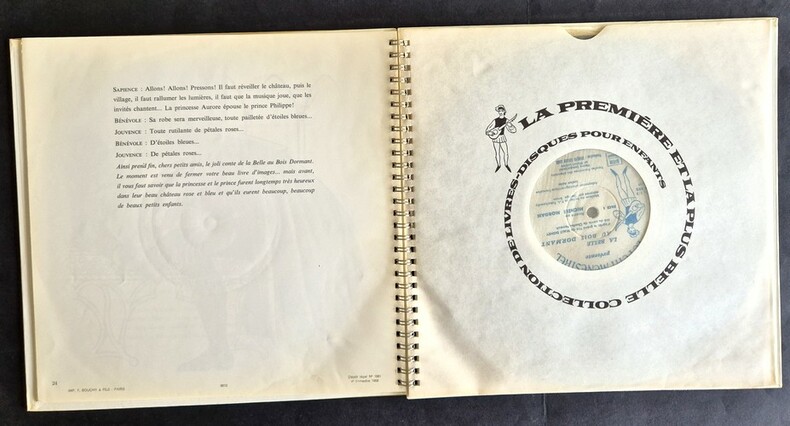 SAPIENCE : Allons! Allons! Pressons! Il faut réveiller le château, puis le
village, il faut rallumer les lumières, il faut que la musique joue, que les
invités chantent... La princesse Aurore épouse le prince Philippe!
BÉNÉVOLE : Sa robe sera merveilleuse, toute pailletée d'étoiles bleues...
JOUVENCE : Toute rutilante de pétales roses...
BÉNÉVOLE : D'étoiles bleues...
JOUVENCE : De pétales roses...
Ainsi prend fin, chers petits amis, le joli conte de la Belle au Bois Dormant.
Le moment est venu de fermer votre beau livre d'images... mais avant,
il vous faut savoir que la princesse et le prince furent longtemps très heureux
dans leur beau château rose et bleu et qu'ils eurent beaucoup, beaucoup
de beaux petits enfants.
24
LA PREMIÈRE ET LA PLUS BELLE COLLECTION DE LIVRES-DISQUES POUR ENFANTS
présente
LA BELLE
AU BOIS DORMANT
MICHÈLE MORGAN